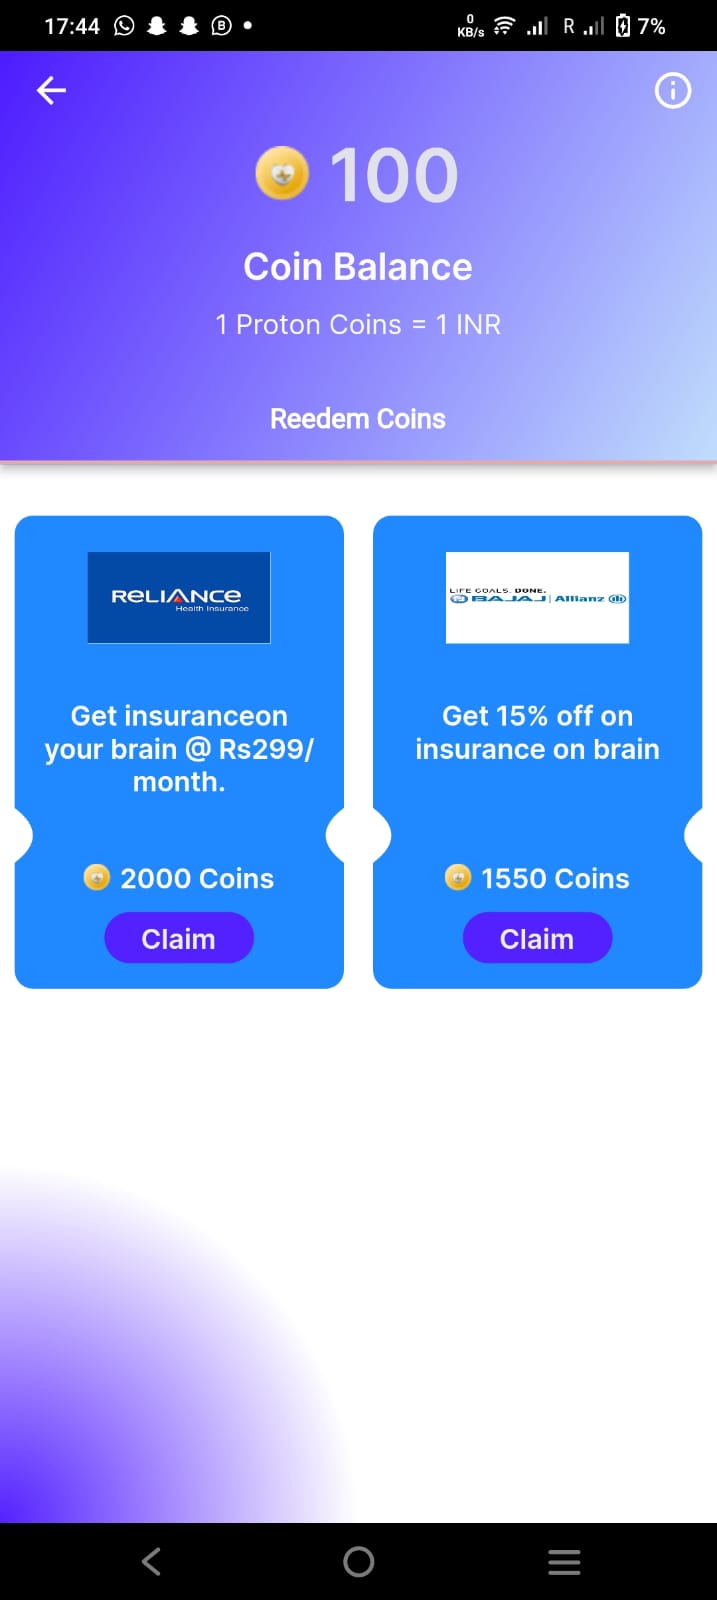 17:44
0
KB/s
R
7%
100
Coin Balance
1 Proton Coins = 1 INR
Reedem Coins
RELIANCE
Health Insurance
Get insuranceon
your brain @ Rs299/
month.
2000 Coins
Claim
LIFE GOALS. DONE.
BAJAJ | Allianz
Get 15% off on
insurance on brain
1550 Coins
Claim